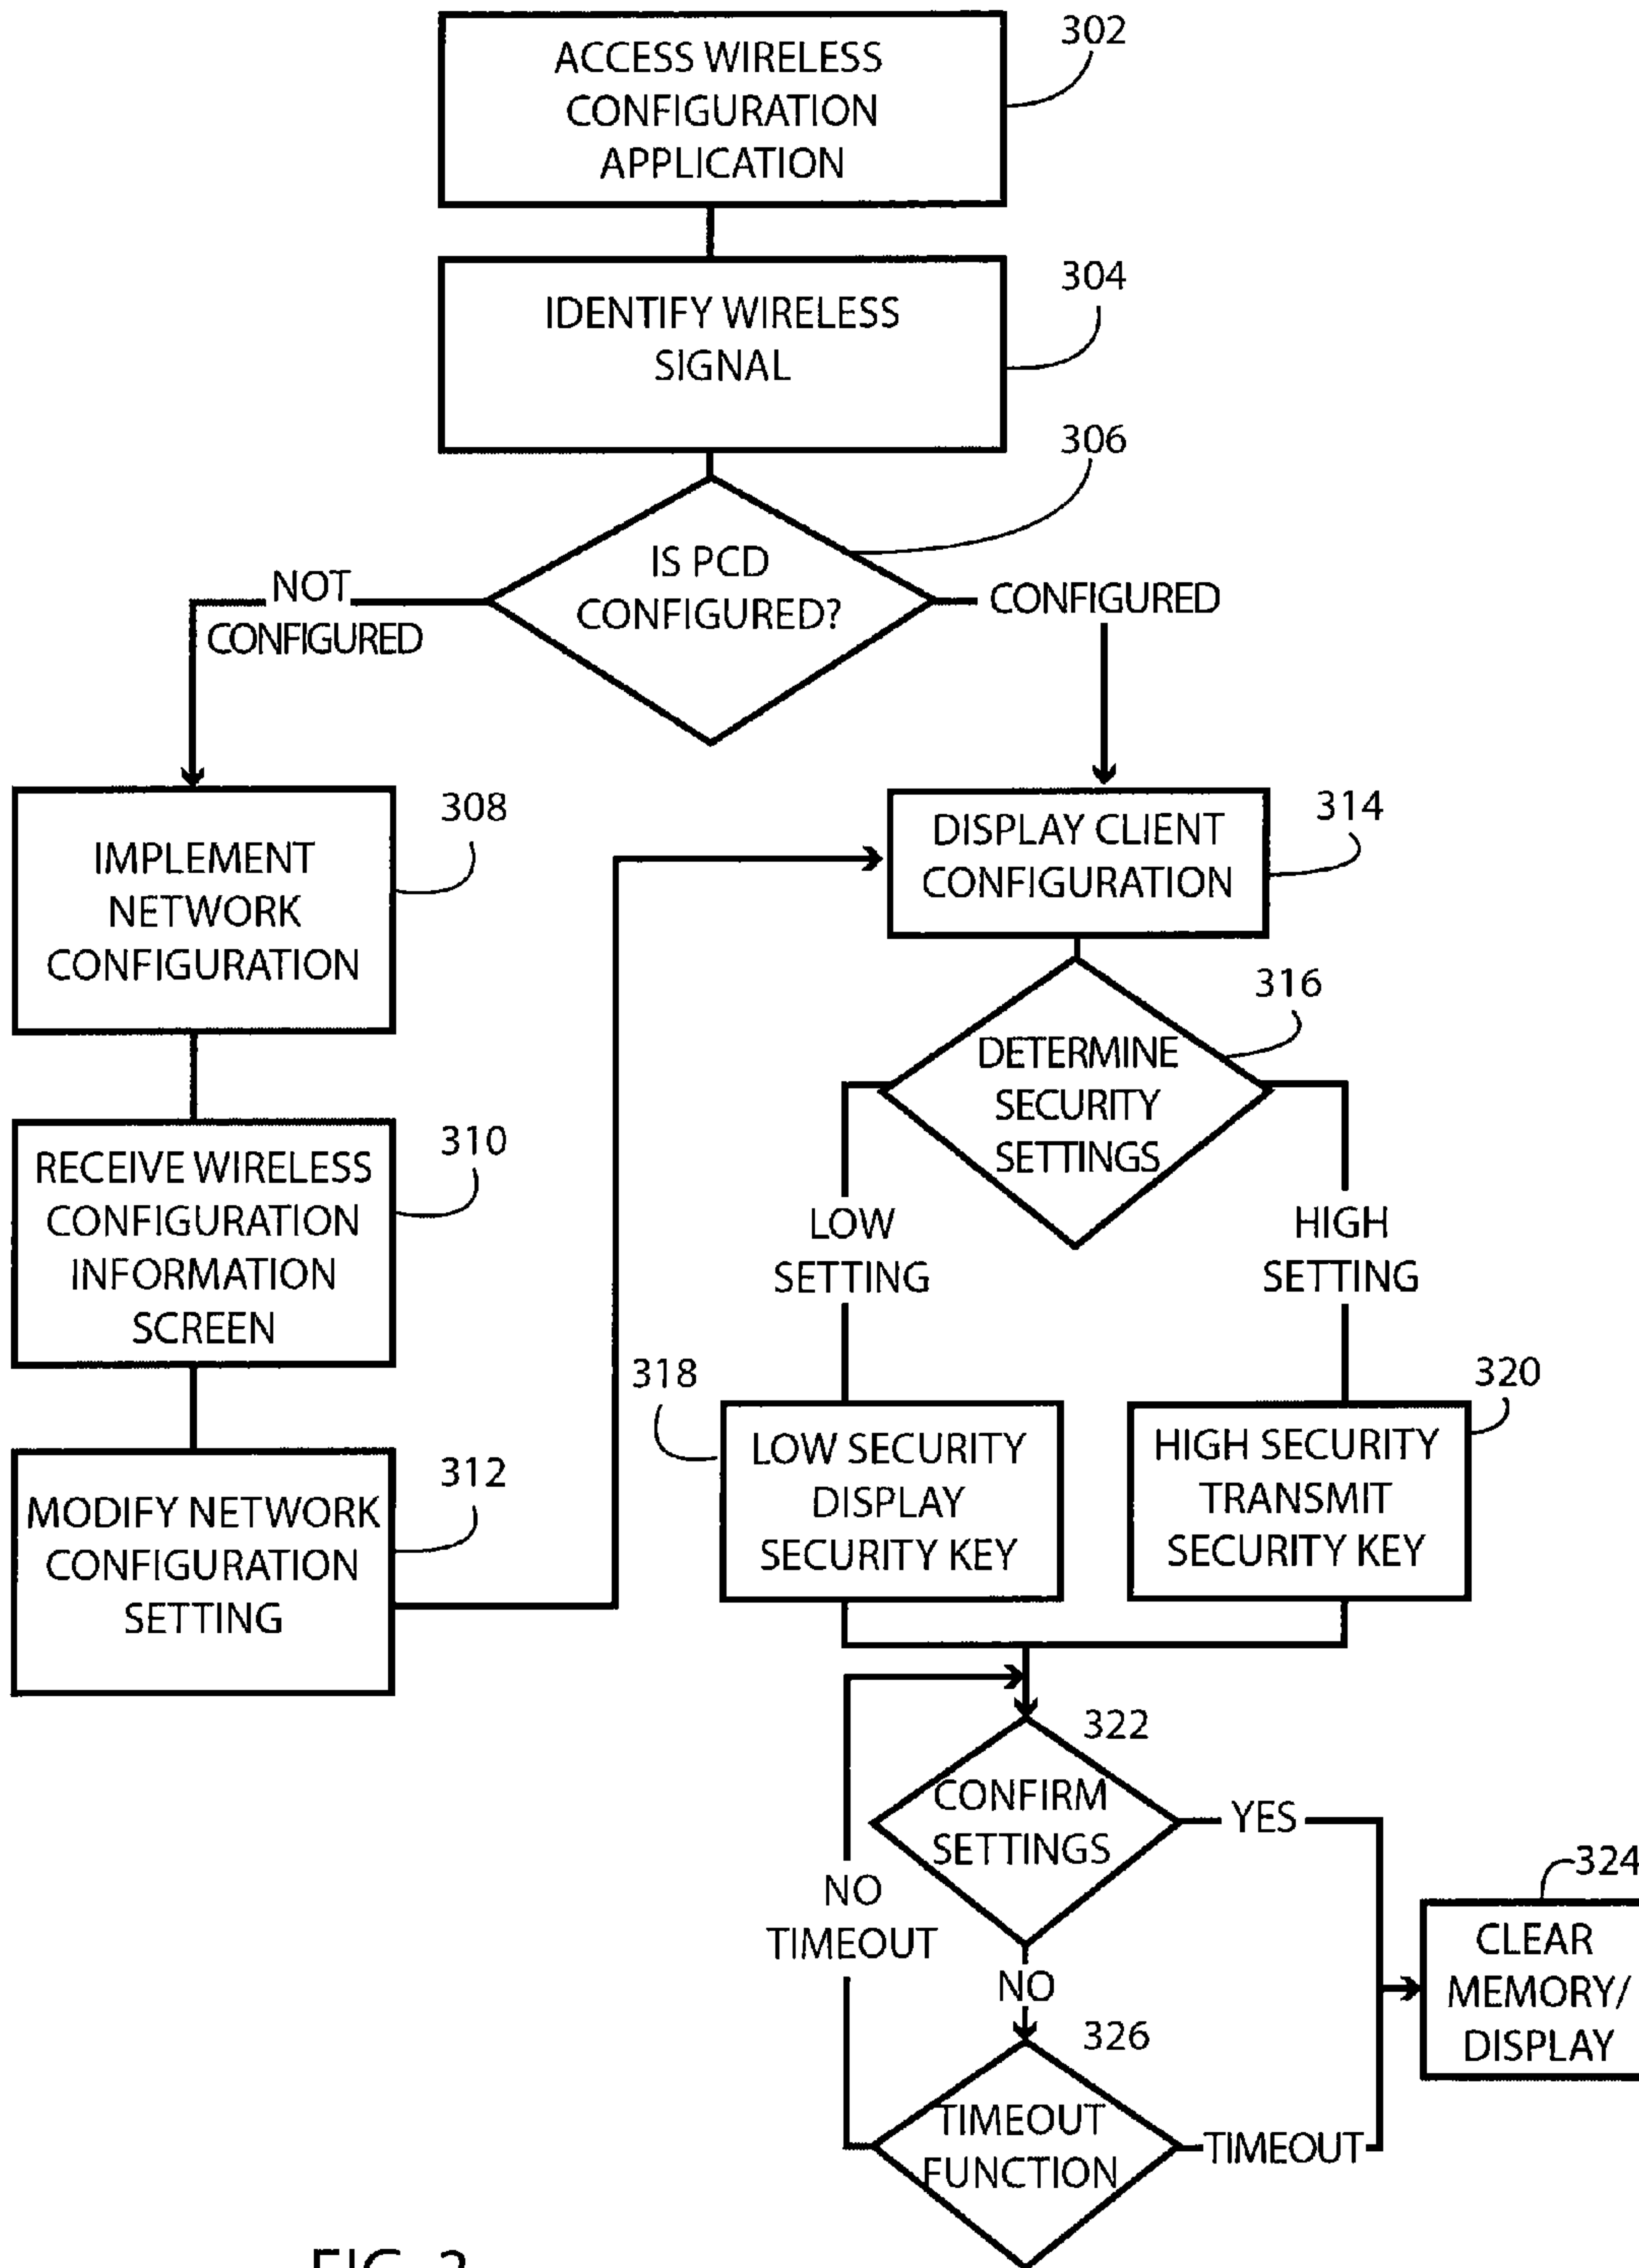 302
ACCESS WIRELESS
CONFIGURATION
APPLICATION
304
IDENTIFY WIRELESS
SIGNAL
306
IS PCD
CONFIGURED?
NOT
CONFIGURED
CONFIGURED
308
IMPLEMENT
NETWORK
CONFIGURATION
314
DISPLAY CLIENT
CONFIGURATION
316
DETERMINE
SECURITY
SETTINGS
310
RECEIVE WIRELESS
CONFIGURATION
INFORMATION
SCREEN
LOW
SETTING
HIGH
SETTING
312
MODIFY NETWORK
CONFIGURATION
SETTING
318
LOW SECURITY
DISPLAY
SECURITY KEY
320
HIGH SECURITY
TRANSMIT
SECURITY KEY
322
CONFIRM
SETTINGS
YES
NO
TIMEOUT
NO
324
CLEAR
MEMORY/
DISPLAY
326
TIMEOUT
FUNCTION
TIMEOUT